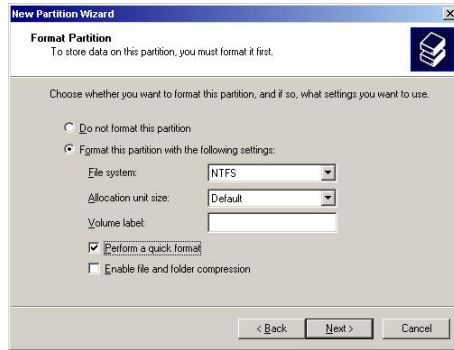 New Partition Wizard
Format Partition
To store data on this partition, you must format it first.
Choose whether you want to format this partition, and if so, what settings you want to use.
Do not format this partition
Format this partition with the following settings:
File system: NTFS
Allocation unit size: Default
Volume label:
Perform a quick format
Enable file and folder compression
< Back Next > Cancel